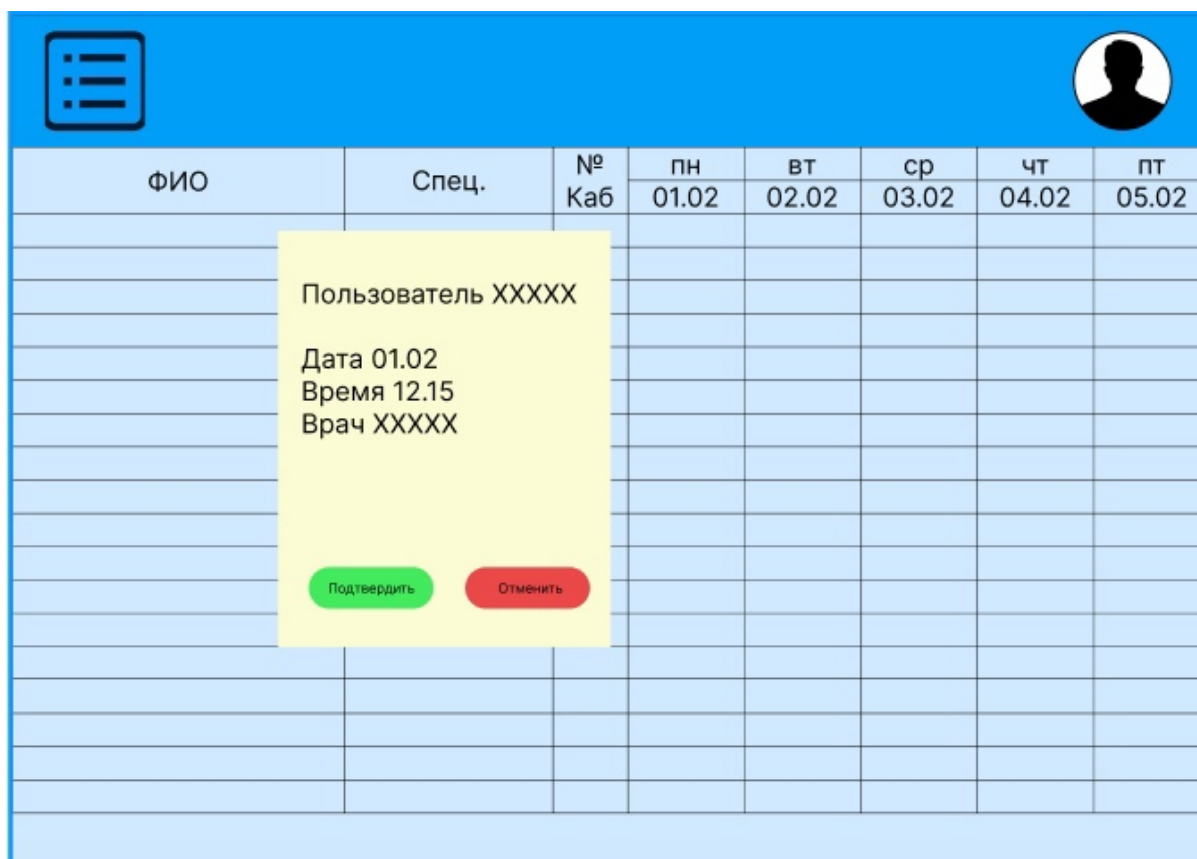 ФИО
Спец.
№
Каб
пн
вт
ср
чт
пт
01.02
02.02
03.02
04.02
05.02
Пользователь XXXXX
Дата 01.02
Время 12.15
Врач XXXXX
Подтвердить
Отменить